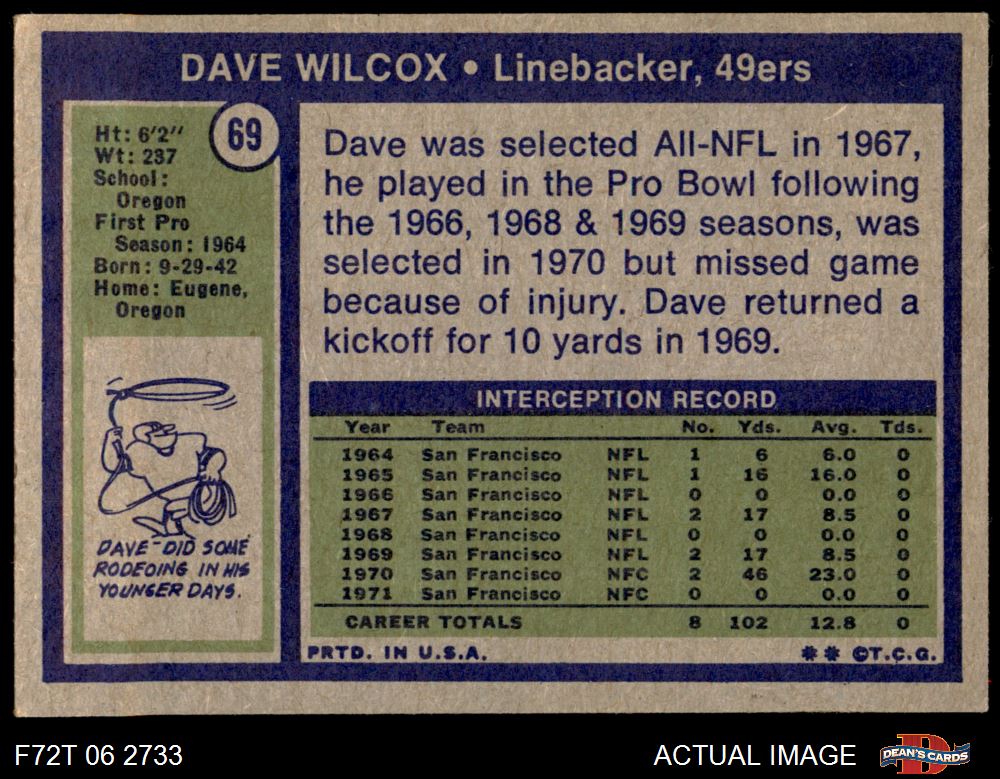 DAVE WILCOX • Linebacker, 49ers
69
Ht: 6'2"
Wt: 237
School:
Oregon
First Pro
Season: 1964
Born: 9-29-42
Home: Eugene,
Oregon
DAVE DID SOME
RODEOING IN HIS
YOUNGER DAYS.
Dave was selected All-NFL in 1967,
he played in the Pro Bowl following
the 1966, 1968 & 1969 seasons, was
selected in 1970 but missed game
because of injury. Dave returned a
kickoff for 10 yards in 1969.
INTERCEPTION RECORD
Year Team No. Yds. Avg. Tds.
1964 San Francisco NFL 1 6 6.0 0
1965 San Francisco NFL 1 16 16.0 0
1966 San Francisco NFL 0 0 0.0 0
1967 San Francisco NFL 2 17 8.5 0
1968 San Francisco NFL 0 0 0.0 0
1969 San Francisco NFL 2 17 8.5 0
1970 San Francisco NFC 2 46 23.0 0
1971 San Francisco NFC 0 0 0.0 0
CAREER TOTALS 8 102 12.8 0
PRTD. IN U.S.A. ** ©T.C.G.
F72T 06 2733 ACTUAL IMAGE DEAN'S CARDS